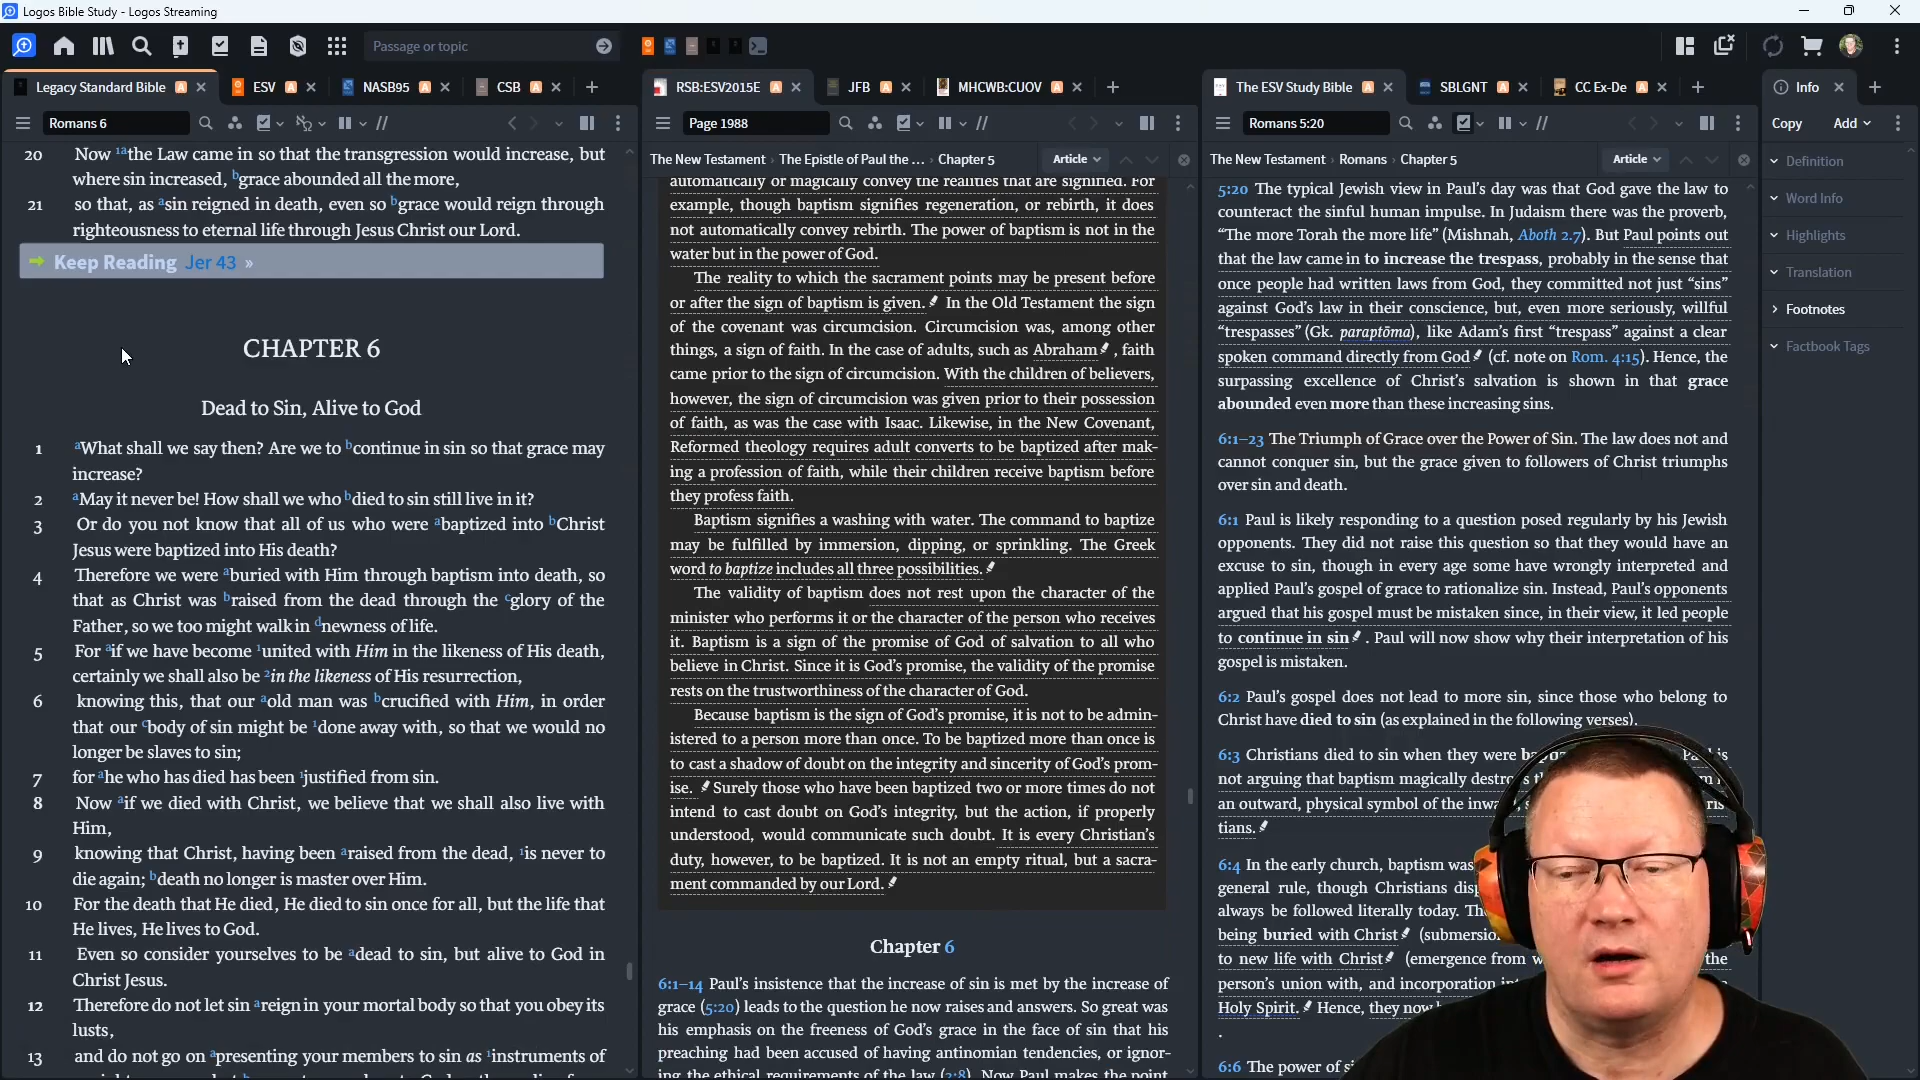 Logos Bible Study - Logos Streaming
Passage or topic
Legacy Standard Bible A
ESV A
NASB95 A
CSB A
Romans 6
20 Now 1a the Law came in so that the transgression would increase, but
where sin increased, b grace abounded all the more,
21 so that, as a sin reigned in death, even so b grace would reign through
righteousness to eternal life through Jesus Christ our Lord.
Keep Reading Jer 43 »
CHAPTER 6
Dead to Sin, Alive to God
1 a What shall we say then? Are we to b continue in sin so that grace may
increase?
2 a May it never be! How shall we who b died to sin still live in it?
3 Or do you not know that all of us who were a baptized into b Christ
Jesus were baptized into His death?
4 Therefore we were a buried with Him through baptism into death, so
that as Christ was b raised from the dead through the c glory of the
Father, so we too might walk in d newness of life.
5 For a if we have become 1 united with Him in the likeness of His death,
certainly we shall also be 2 in the likeness of His resurrection,
6 knowing this, that our a old man was b crucified with Him, in order
that our c body of sin might be 1 done away with, so that we would no
longer be slaves to sin;
7 for a he who has died has been 1 justified from sin.
8 Now a if we died with Christ, we believe that we shall also live with
Him,
9 knowing that Christ, having been a raised from the dead, 1 is never to
die again; b death no longer is master over Him.
10 For the death that He died, He died to sin once for all, but the life that
He lives, He lives to God.
11 Even so consider yourselves to be a dead to sin, but alive to God in
Christ Jesus.
12 Therefore do not let sin a reign in your mortal body so that you obey its
lusts,
13 and do not go on a presenting your members to sin as 1 instruments of
RSB:ESV2015E A
JFB A
MHCWB:CUOV A
Page 1988
The New Testament › The Epistle of Paul the ... › Chapter 5
Article
automatically or magically convey the realities that are signified. For
example, though baptism signifies regeneration, or rebirth, it does
not automatically convey rebirth. The power of baptism is not in the
water but in the power of God.
The reality to which the sacrament points may be present before
or after the sign of baptism is given. In the Old Testament the sign
of the covenant was circumcision. Circumcision was, among other
things, a sign of faith. In the case of adults, such as Abraham , faith
came prior to the sign of circumcision. With the children of believers,
however, the sign of circumcision was given prior to their possession
of faith, as was the case with Isaac. Likewise, in the New Covenant,
Reformed theology requires adult converts to be baptized after mak-
ing a profession of faith, while their children receive baptism before
they profess faith.
Baptism signifies a washing with water. The command to baptize
may be fulfilled by immersion, dipping, or sprinkling. The Greek
word to baptize includes all three possibilities.
The validity of baptism does not rest upon the character of the
minister who performs it or the character of the person who receives
it. Baptism is a sign of the promise of God of salvation to all who
believe in Christ. Since it is God's promise, the validity of the promise
rests on the trustworthiness of the character of God.
Because baptism is the sign of God's promise, it is not to be admin-
istered to a person more than once. To be baptized more than once is
to cast a shadow of doubt on the integrity and sincerity of God's prom-
ise. Surely those who have been baptized two or more times do not
intend to cast doubt on God's integrity, but the action, if properly
understood, would communicate such doubt. It is every Christian's
duty, however, to be baptized. It is not an empty ritual, but a sacra-
ment commanded by our Lord.
Chapter 6
6:1–14 Paul's insistence that the increase of sin is met by the increase of
grace (5:20) leads to the question he now raises and answers. So great was
his emphasis on the freeness of God's grace in the face of sin that his
preaching had been accused of having antinomian tendencies, or ignor-
ing the ethical requirements of the law (3:8). Now Paul makes the point
The ESV Study Bible A
SBLGNT A
CC Ex-De A
Romans 5:20
The New Testament › Romans › Chapter 5
Article
5:20 The typical Jewish view in Paul's day was that God gave the law to
counteract the sinful human impulse. In Judaism there was the proverb,
“The more Torah the more life” (Mishnah, Aboth 2.7). But Paul points out
that the law came in to increase the trespass, probably in the sense that
once people had written laws from God, they committed not just “sins”
against God's law in their conscience, but, even more seriously, willful
“trespasses” (Gk. paraptōma), like Adam's first “trespass” against a clear
spoken command directly from God (cf. note on Rom. 4:15). Hence, the
surpassing excellence of Christ's salvation is shown in that grace
abounded even more than these increasing sins.
6:1–23 The Triumph of Grace over the Power of Sin. The law does not and
cannot conquer sin, but the grace given to followers of Christ triumphs
over sin and death.
6:1 Paul is likely responding to a question posed regularly by his Jewish
opponents. They did not raise this question so that they would have an
excuse to sin, though in every age some have wrongly interpreted and
applied Paul's gospel of grace to rationalize sin. Instead, Paul's opponents
argued that his gospel must be mistaken since, in their view, it led people
to continue in sin . Paul will now show why their interpretation of his
gospel is mistaken.
6:2 Paul's gospel does not lead to more sin, since those who belong to
Christ have died to sin (as explained in the following verses).
6:3 Christians died to sin when they were
not arguing that baptism magically
an outward, physical symbol of the
tians.
6:4 In the early church, baptism was
general rule, though Christians
always be followed literally today.
being buried with Christ
to new life with Christ (emergence from the
person's union with, and incorporation
Holy Spirit. Hence, they now
.
6:6 The power of
Info
Copy
Add
Definition
Word Info
Highlights
Translation
Footnotes
Factbook Tags